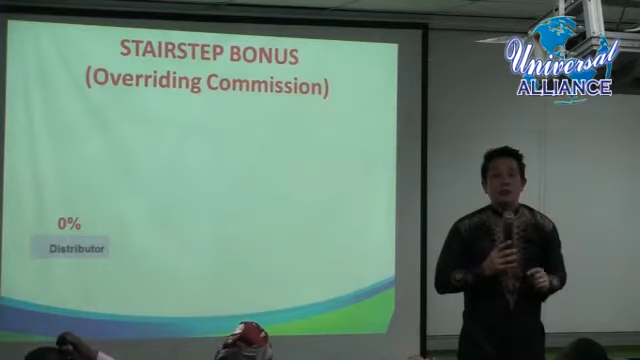 STAIRSTEP BONUS
(Overriding Commission)
0%
Distributor
Universal
ALLIANCE